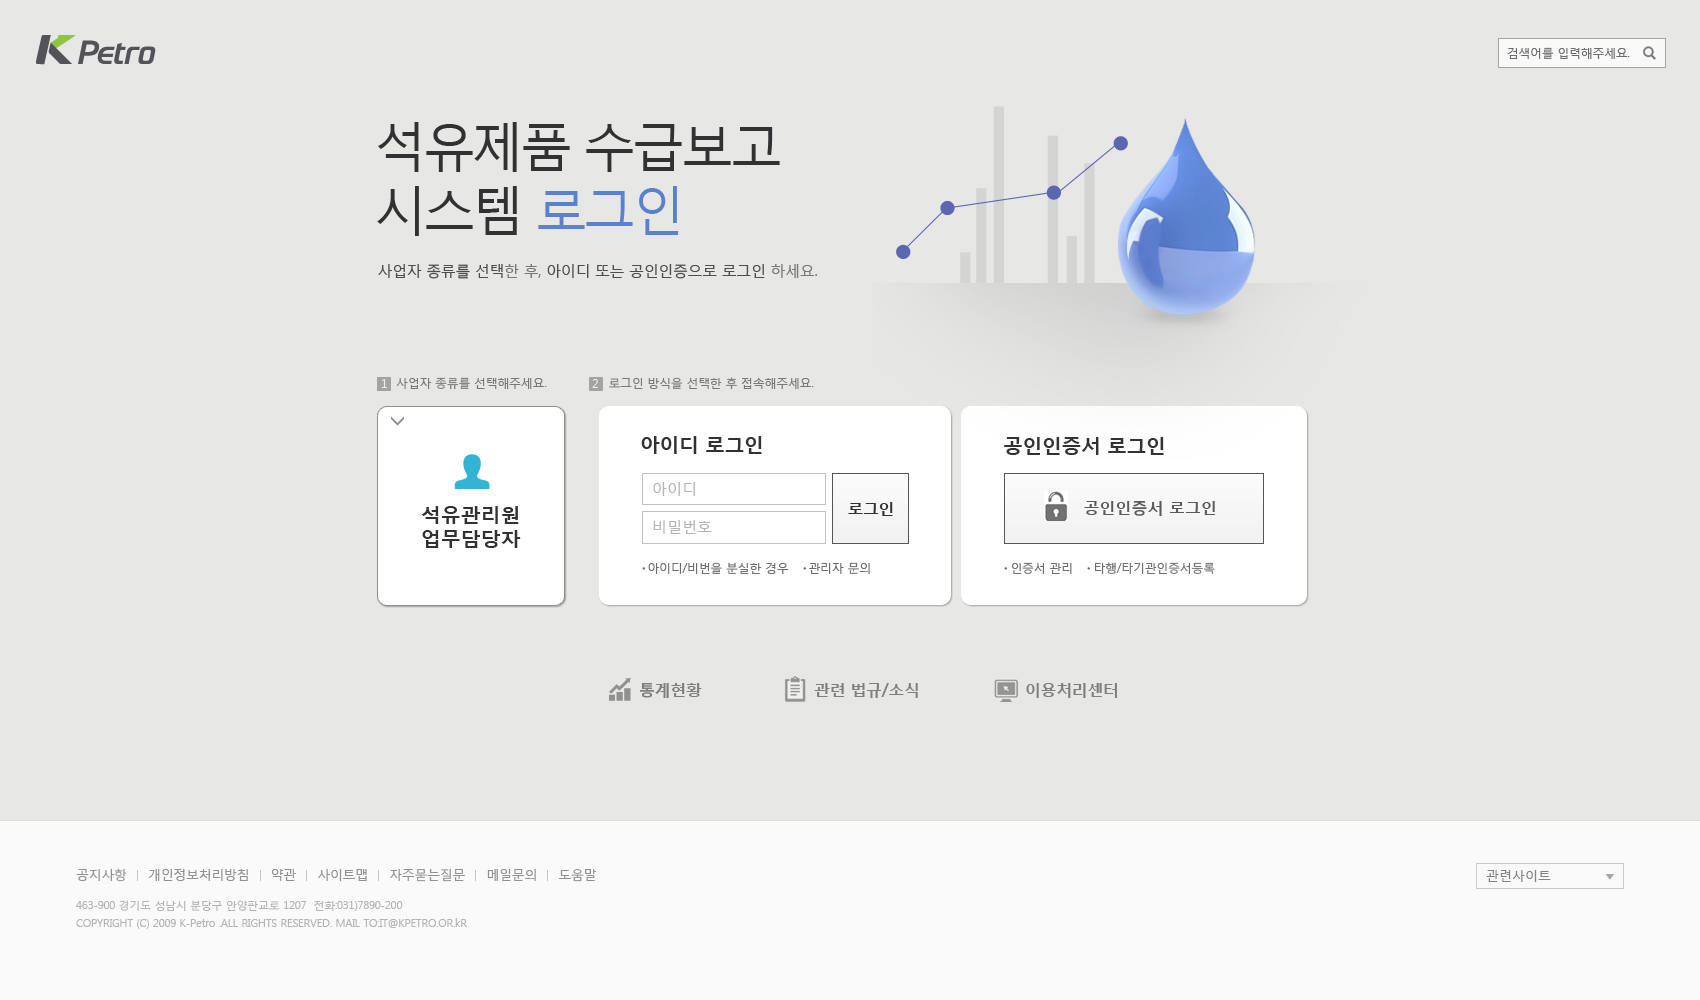 K Petro
검색어를 입력해주세요.
석유제품 수급보고
시스템 로그인
사업자 종류를 선택한 후, 아이디 또는 공인인증으로 로그인 하세요.
1 사업자 종류를 선택해주세요.
2 로그인 방식을 선택한 후 접속해주세요.
석유관리원
업무담당자
아이디 로그인
아이디
비밀번호
로그인
· 아이디/비번을 분실한 경우 · 관리자 문의
공인인증서 로그인
공인인증서 로그인
· 인증서 관리 · 타행/타기관인증서등록
통계현황
관련 법규/소식
이용처리센터
공지사항 | 개인정보처리방침 | 약관 | 사이트맵 | 자주묻는질문 | 메일문의 | 도움말
관련사이트
463-900 경기도 성남시 분당구 안양판교로 1207 전화:031)7890-200
COPYRIGHT (C) 2009 K-Petro .ALL RIGHTS RESERVED. MAIL TO:IT@KPETRO.OR.kR